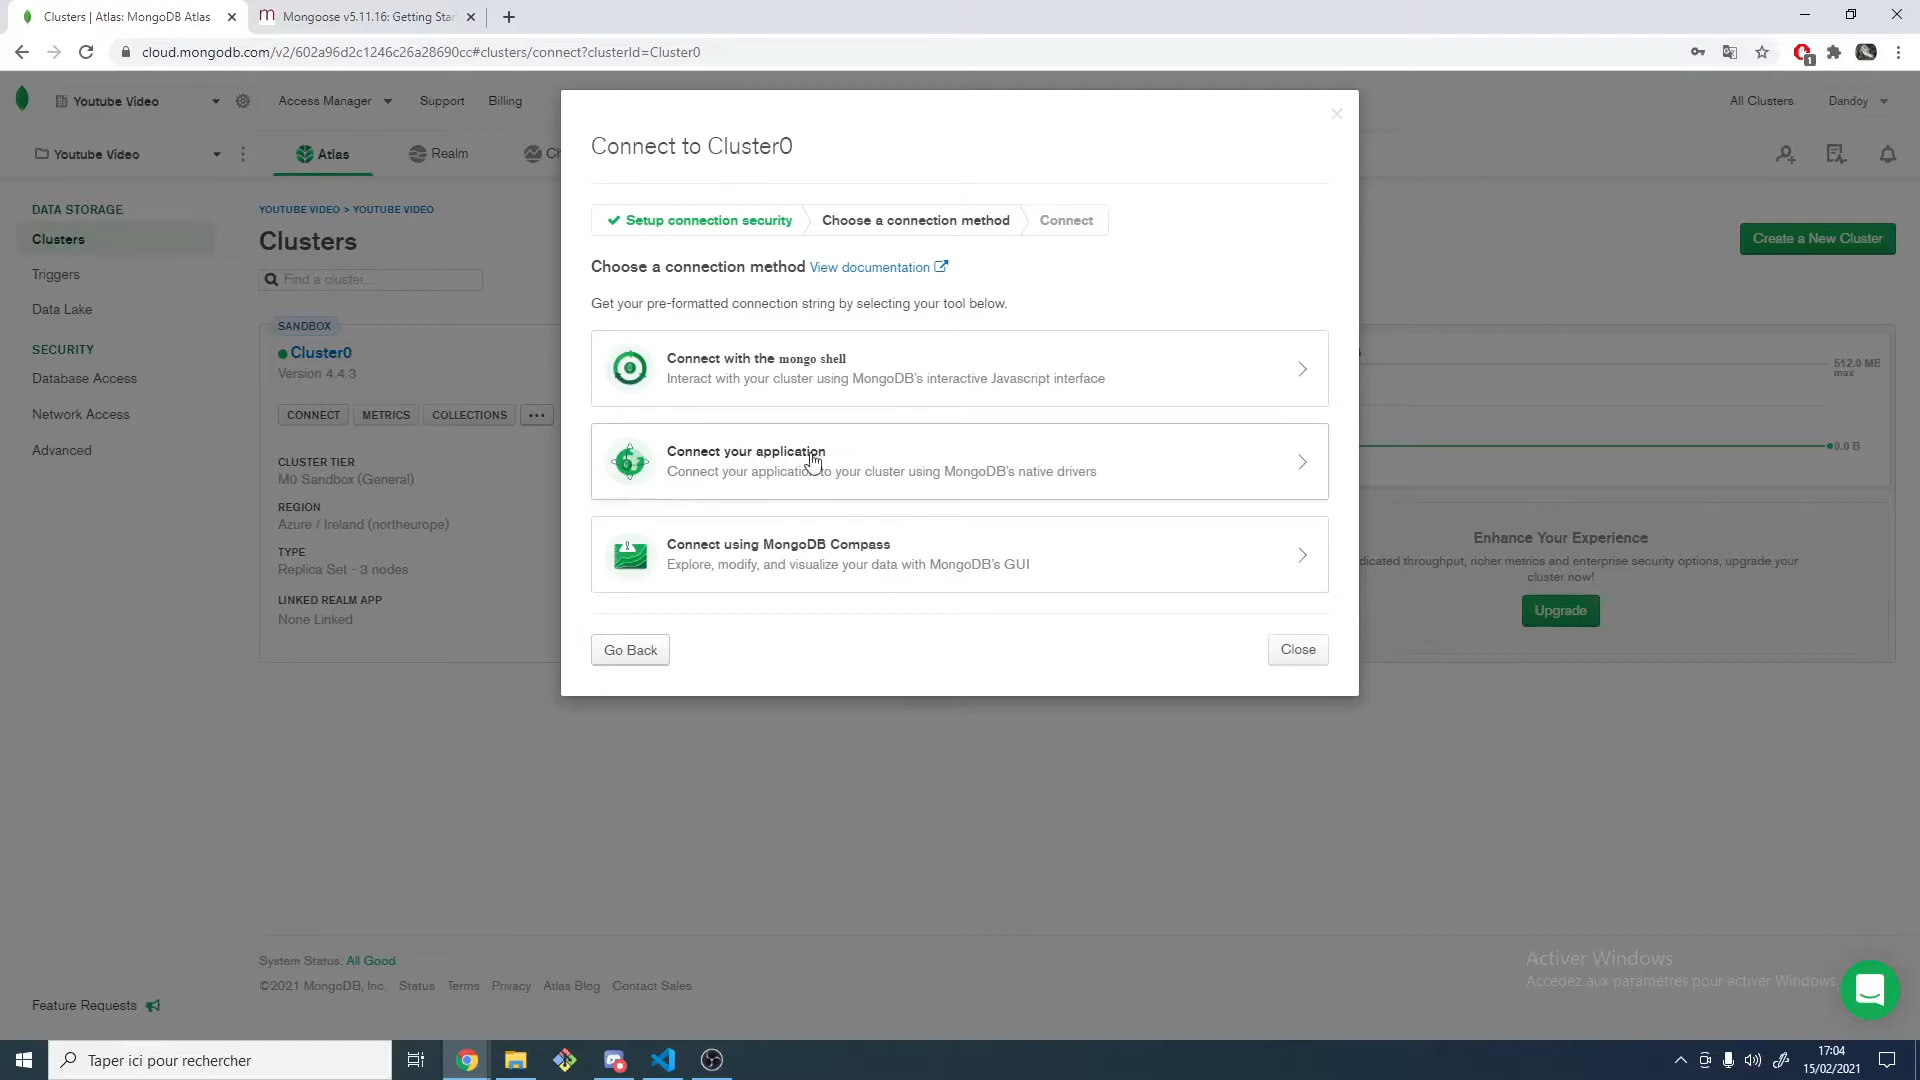 Clusters | Atlas: MongoDB Atlas
Mongoose v5.11.16: Getting Star
cloud.mongodb.com/v2/602a96d2c1246c26a28690cc#clusters/connect?clusterId=Cluster0
1
Youtube Video
Access Manager
Support
Billing
All Clusters
Dandoy
Youtube Video
Atlas
Realm
Ch
DATA STORAGE
Clusters
Triggers
Data Lake
SECURITY
Database Access
Network Access
Advanced
YOUTUBE VIDEO > YOUTUBE VIDEO
Clusters
Find a cluster...
Create a New Cluster
SANDBOX
Cluster0
Version 4.4.3
CONNECT
METRICS
COLLECTIONS
CLUSTER TIER
M0 Sandbox (General)
REGION
Azure / Ireland (northeurope)
TYPE
Replica Set - 3 nodes
LINKED REALM APP
None Linked
Connect to Cluster0
Setup connection security
Choose a connection method
Connect
Choose a connection method View documentation
Get your pre-formatted connection string by selecting your tool below.
Connect with the mongo shell
Interact with your cluster using MongoDB's interactive Javascript interface
Connect your application
Connect your application to your cluster using MongoDB's native drivers
Connect using MongoDB Compass
Explore, modify, and visualize your data with MongoDB's GUI
Go Back
Close
512.0 MB
max
0.0 B
Enhance Your Experience
dicated throughput, richer metrics and enterprise security options, upgrade your
cluster now!
Upgrade
System Status: All Good
©2021 MongoDB, Inc.
Status
Terms
Privacy
Atlas Blog
Contact Sales
Feature Requests
Activer Windows
Accédez aux paramètres pour activer Windows.
Taper ici pour rechercher
17:04
15/02/2021